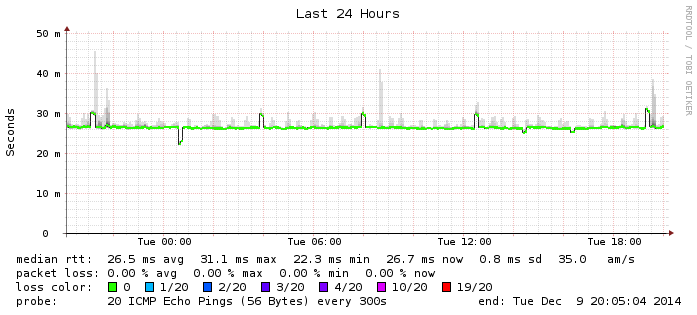 Last 24 Hours
RRDTOOL / TOBI OETIKER
Seconds
50 m
40 m
30 m
20 m
10 m
0
Tue 00:00 Tue 06:00 Tue 12:00 Tue 18:00
median rtt: 26.5 ms avg 31.1 ms max 22.3 ms min 26.7 ms now 0.8 ms sd 35.0 am/s
packet loss: 0.00 % avg 0.00 % max 0.00 % min 0.00 % now
loss color: 0 1/20 2/20 3/20 4/20 10/20 19/20
probe: 20 ICMP Echo Pings (56 Bytes) every 300s end: Tue Dec 9 20:05:04 2014